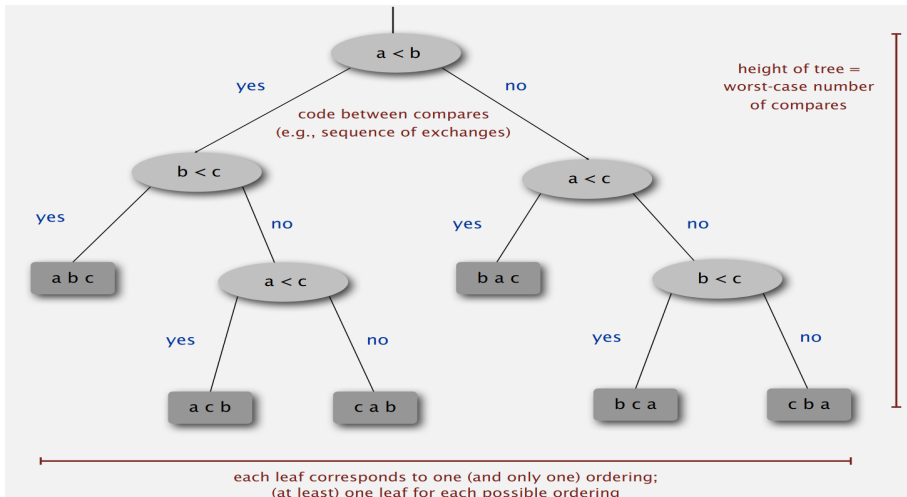 a < b
height of tree =
worst-case number
of compares
yes
no
code between compares
(e.g., sequence of exchanges)
b < c
a < c
yes
no
yes
no
a b c
a < c
b a c
b < c
yes
no
yes
no
a c b
c a b
b c a
c b a
each leaf corresponds to one (and only one) ordering;
(at least) one leaf for each possible ordering